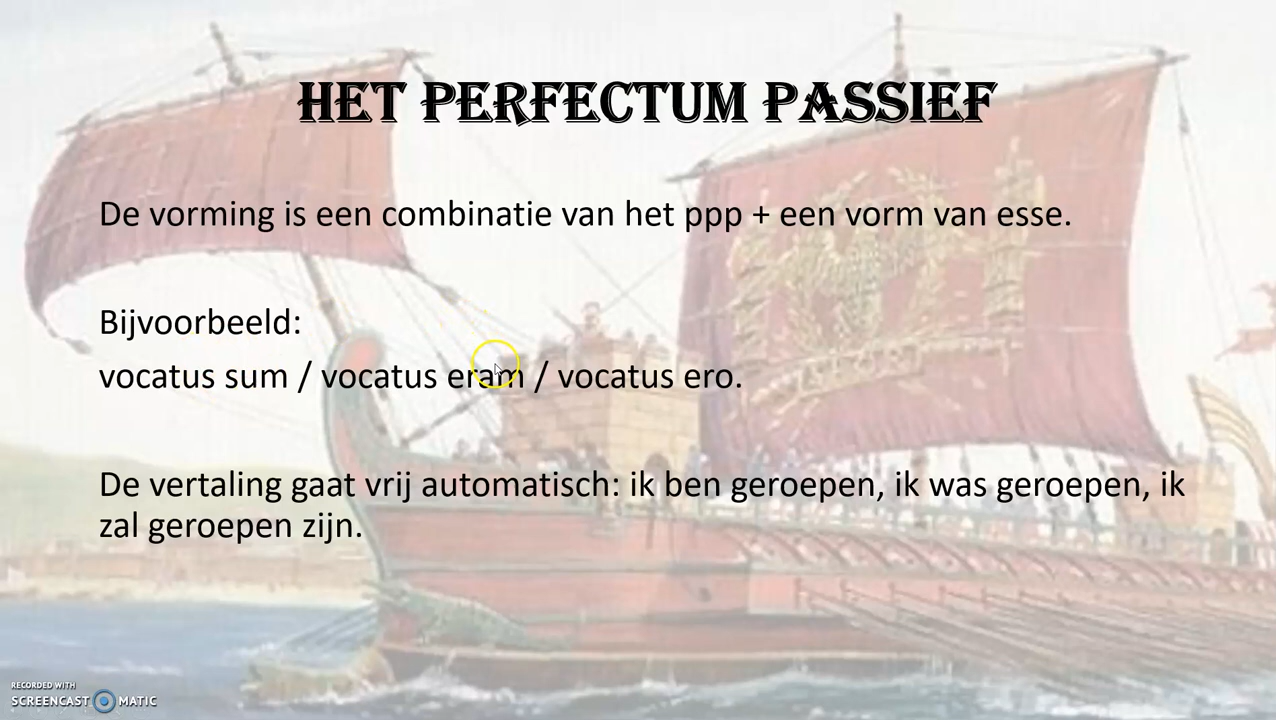 HET PERFECTUM PASSIEF
De vorming is een combinatie van het ppp + een vorm van esse.
Bijvoorbeeld:
vocatus sum / vocatus eram / vocatus ero.
De vertaling gaat vrij automatisch: ik ben geroepen, ik was geroepen, ik
zal geroepen zijn.
RECORDED WITH
SCREENCAST MATIC